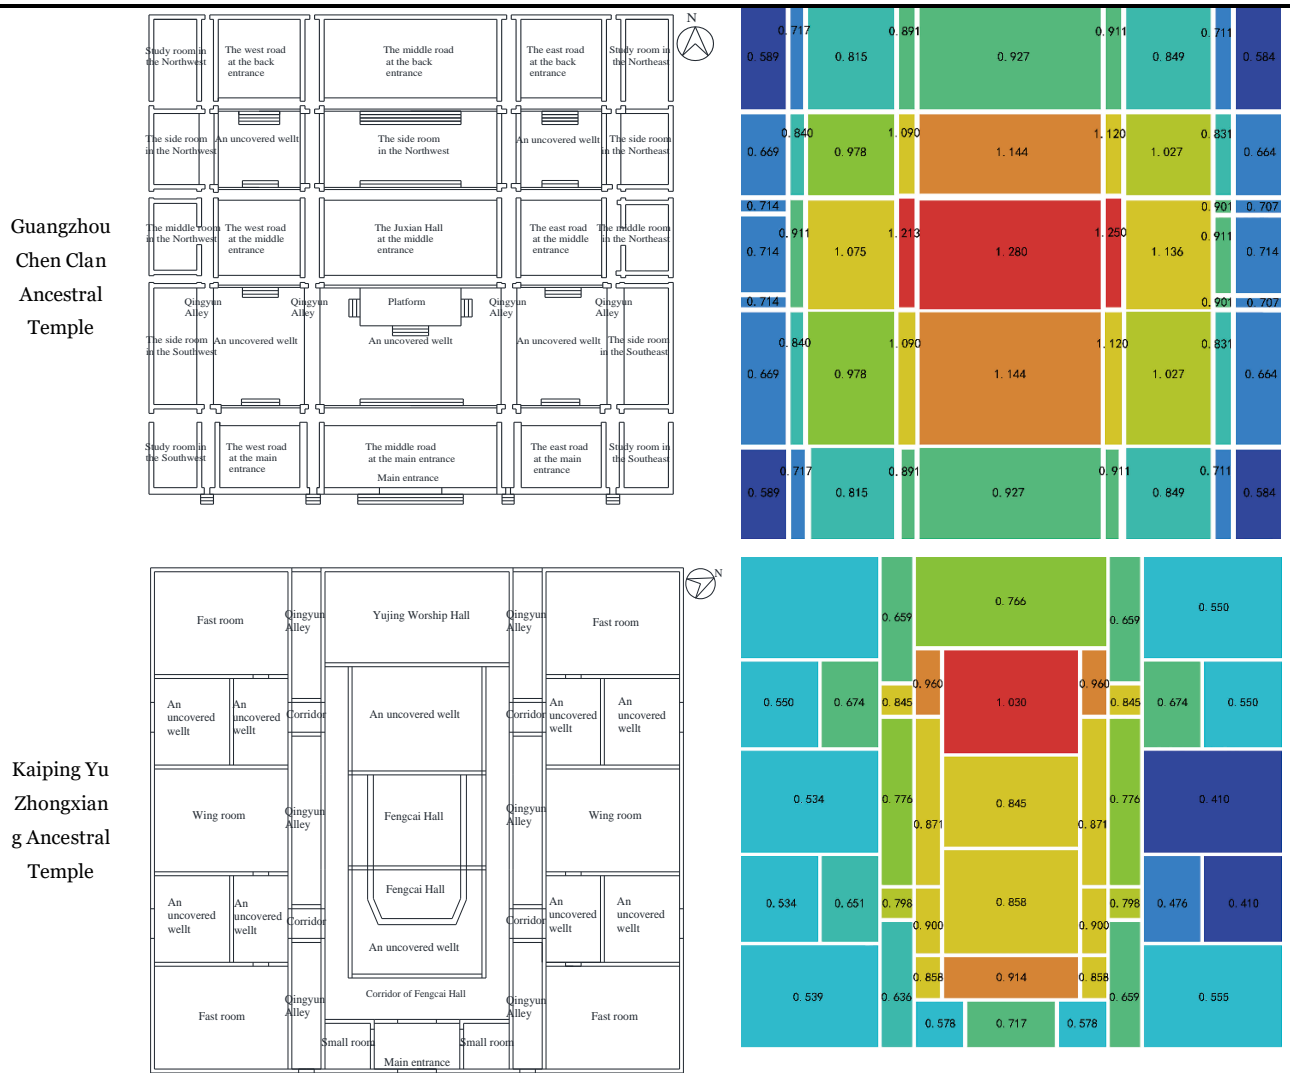 N
Study room in
the Northwest
The west road
at the back
entrance
The middle road
at the back
entrance
The east road
at the back
entrance
Study room in
the Northeast
The side room
in the Northwest
An uncovered wellt
The side room
in the Northwest
An uncovered wellt
The side room
in the Northeast
The middle room
in the Northwest
The west road
at the middle
entrance
The Juxian Hall
at the middle
entrance
The east road
at the middle
entrance
The middle room
in the Northeast
Guangzhou
Chen Clan
Ancestral
Temple
Qingyun
Alley
Qingyun
Alley
Platform
Qingyun
Alley
Qingyun
Alley
The side room
in the Southwest
An uncovered wellt
An uncovered wellt
An uncovered wellt
The side room
in the Southeast
Study room in
the Southwest
The west road
at the main
entrance
The middle road
at the main entrance
Main entrance
The east road
at the main
entrance
Study room in
the Southeast
0.589
0.717
0.815
0.891
0.927
0.911
0.849
0.711
0.584
0.669
0.840
0.978
1.090
1.144
1.120
1.027
0.831
0.664
0.714
0.901
0.707
0.714
0.911
1.075
1.213
1.280
1.250
1.136
0.911
0.714
0.714
0.901
0.707
0.669
0.840
0.978
1.090
1.144
1.120
1.027
0.831
0.664
0.589
0.717
0.815
0.891
0.927
0.911
0.849
0.711
0.584
N
Fast room
Qingyun
Alley
Yujing Worship Hall
Qingyun
Alley
Fast room
An
uncovered
wellt
An
uncovered
wellt
Corridor
An uncovered wellt
Corridor
An
uncovered
wellt
An
uncovered
wellt
Kaiping Yu
Zhongxian
g Ancestral
Temple
Wing room
Qingyun
Alley
Fengcai Hall
Qingyun
Alley
Wing room
An
uncovered
wellt
An
uncovered
wellt
Corridor
Fengcai Hall
Corridor
An
uncovered
wellt
An
uncovered
wellt
An uncovered wellt
Fast room
Qingyun
Alley
Corridor of Fengcai Hall
Qingyun
Alley
Fast room
Small room
Main entrance
Small room
0.659
0.766
0.659
0.550
0.550
0.674
0.845
0.960
1.030
0.960
0.845
0.674
0.550
0.534
0.776
0.871
0.845
0.871
0.776
0.410
0.534
0.651
0.798
0.900
0.858
0.900
0.798
0.476
0.410
0.539
0.636
0.858
0.914
0.858
0.659
0.555
0.578
0.717
0.578